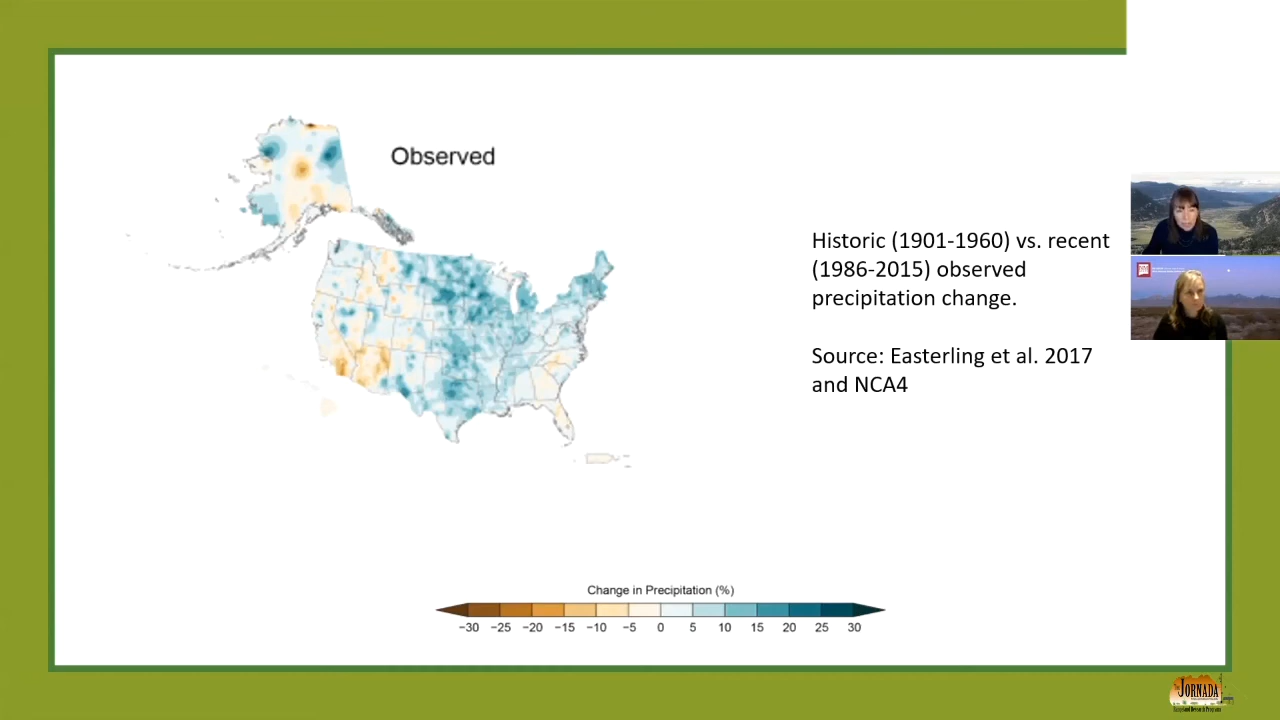 Observed
Historic (1901-1960) vs. recent
(1986-2015) observed
precipitation change.
Source: Easterling et al. 2017
and NCA4
Change in Precipitation (%)
−30 −25 −20 −15 −10 −5 0 5 10 15 20 25 30
JORNADA